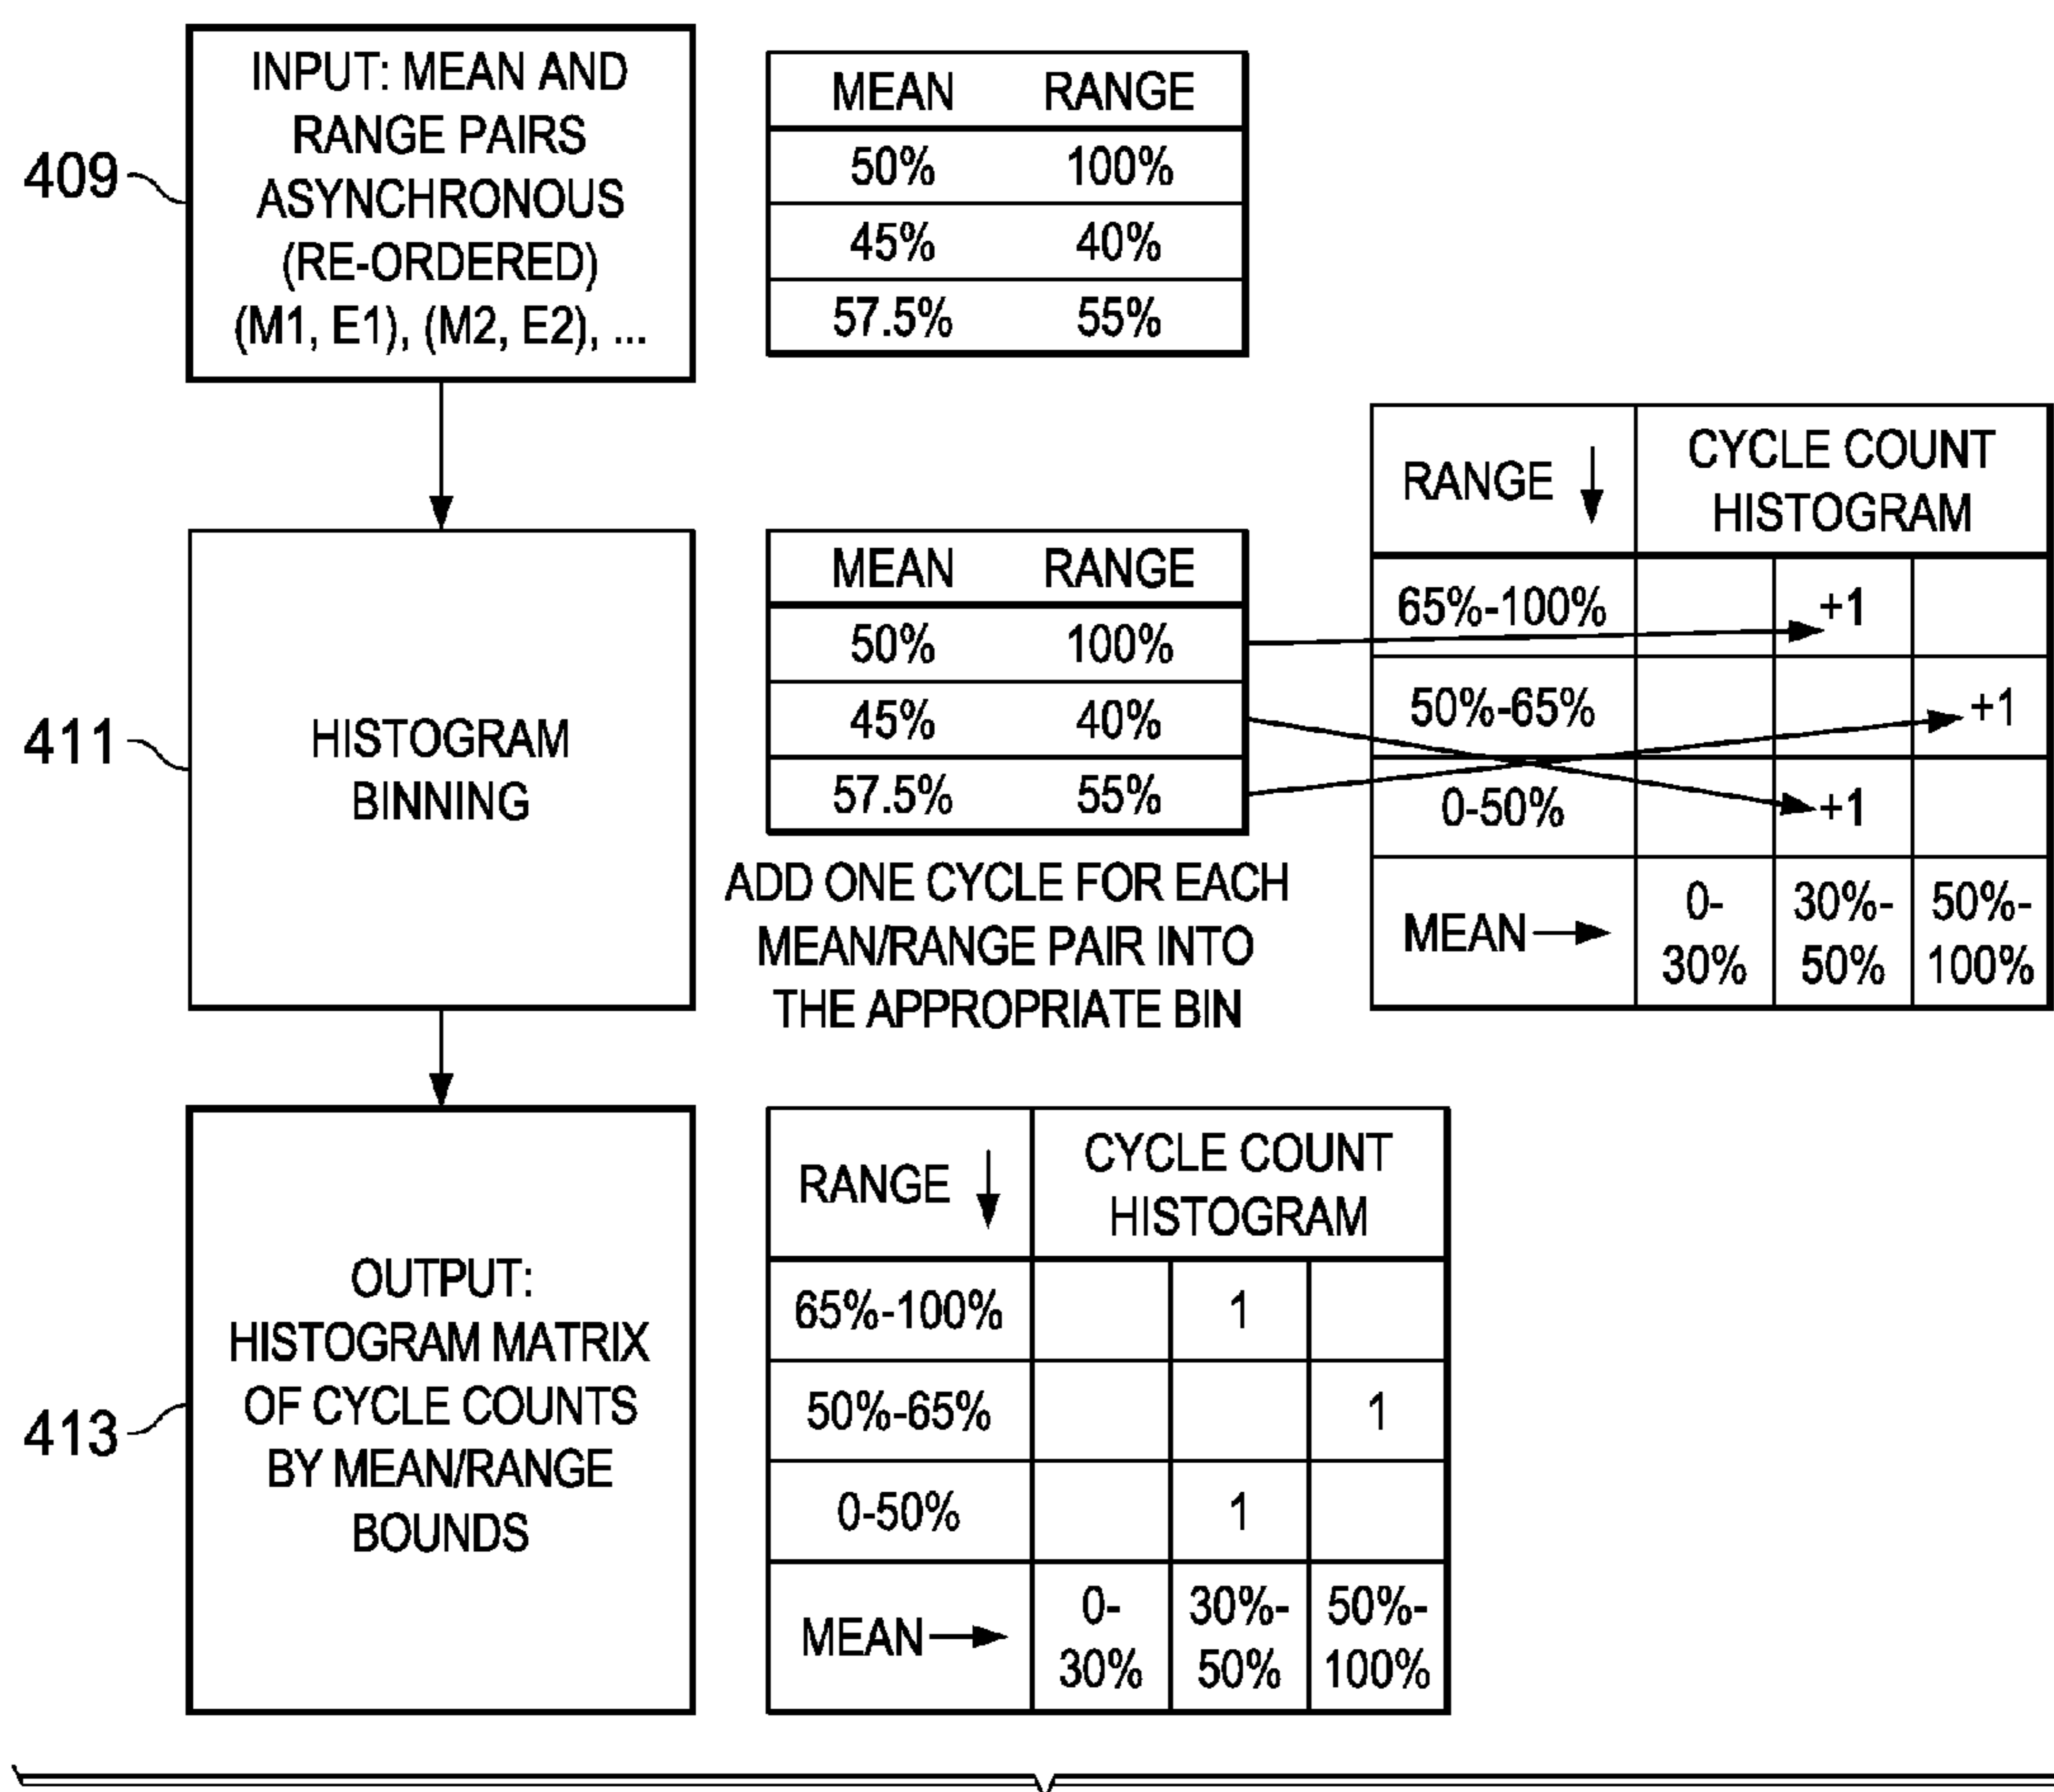 409
INPUT: MEAN AND
RANGE PAIRS
ASYNCHRONOUS
(RE-ORDERED)
(M1, E1), (M2, E2), ...
MEAN RANGE
50% 100%
45% 40%
57.5% 55%
411
HISTOGRAM
BINNING
MEAN RANGE
50% 100%
45% 40%
57.5% 55%
ADD ONE CYCLE FOR EACH
MEAN/RANGE PAIR INTO
THE APPROPRIATE BIN
RANGE
CYCLE COUNT
HISTOGRAM
65%-100% +1
50%-65% +1
0-50% +1
MEAN
0-
30%
30%-
50%
50%-
100%
413
OUTPUT:
HISTOGRAM MATRIX
OF CYCLE COUNTS
BY MEAN/RANGE
BOUNDS
RANGE
CYCLE COUNT
HISTOGRAM
65%-100% 1
50%-65% 1
0-50% 1
MEAN
0-
30%
30%-
50%
50%-
100%